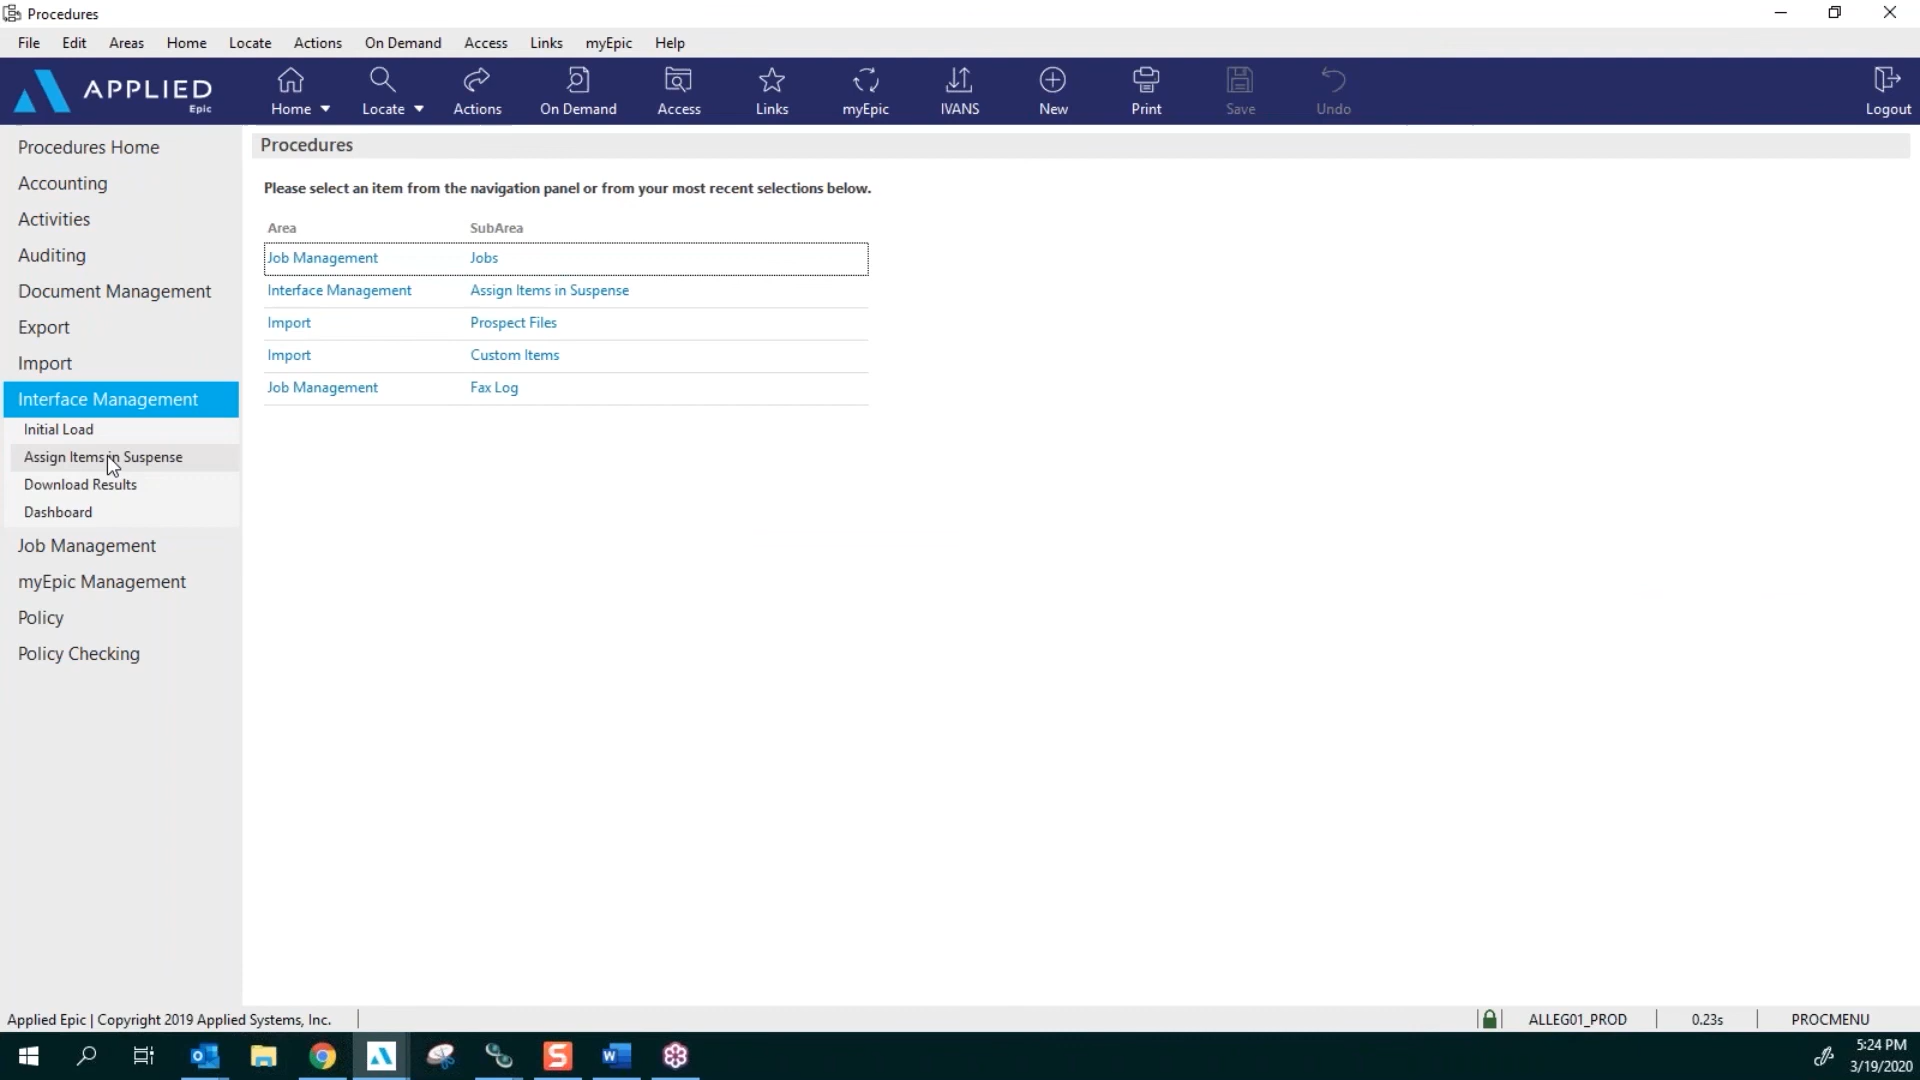 Procedures
File Edit Areas Home Locate Actions On Demand Access Links myEpic Help
APPLIED
Epic
Home Locate Actions On Demand Access Links myEpic IVANS New Print Save Undo Logout
Procedures Home
Accounting
Activities
Auditing
Document Management
Export
Import
Interface Management
Initial Load
Assign Items in Suspense
Download Results
Dashboard
Job Management
myEpic Management
Policy
Policy Checking
Procedures
Please select an item from the navigation panel or from your most recent selections below.
Area SubArea
Job Management Jobs
Interface Management Assign Items in Suspense
Import Prospect Files
Import Custom Items
Job Management Fax Log
Applied Epic | Copyright 2019 Applied Systems, Inc. ALLEG01_PROD 0.23s PROCMENU
5:24 PM
3/19/2020